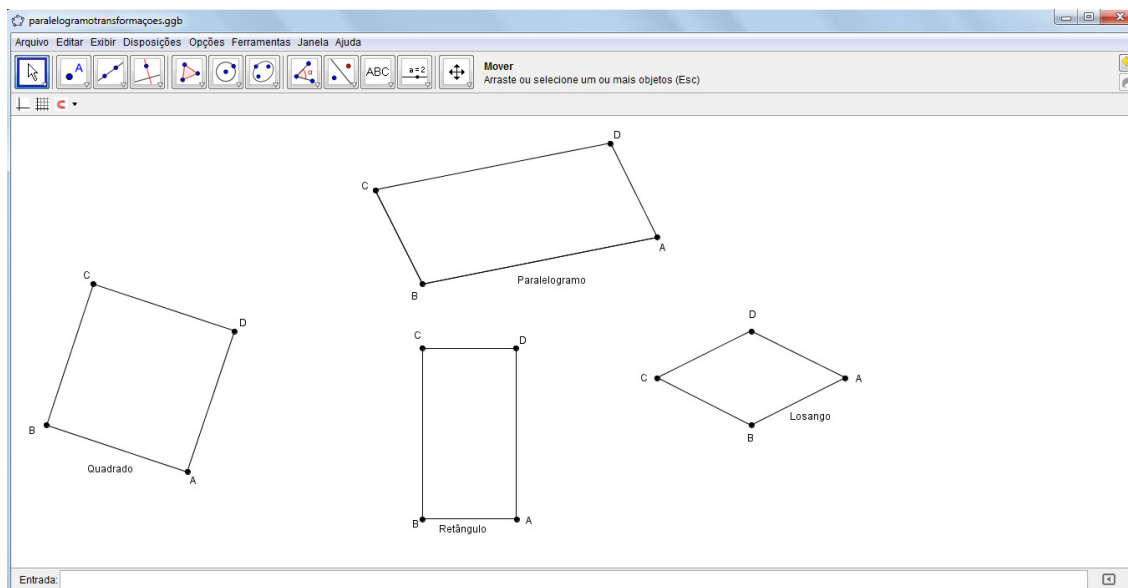 paralelogramotransformaçoes.ggb
Arquivo Editar Exibir Disposições Opções Ferramentas Janela Ajuda
A
α
ABC
a=2
Mover
Arraste ou selecione um ou mais objetos (Esc)
D
C
A
B
Paralelogramo
C
D
B
A
Quadrado
C
D
B
A
Retângulo
D
C
A
B
Losango
Entrada: